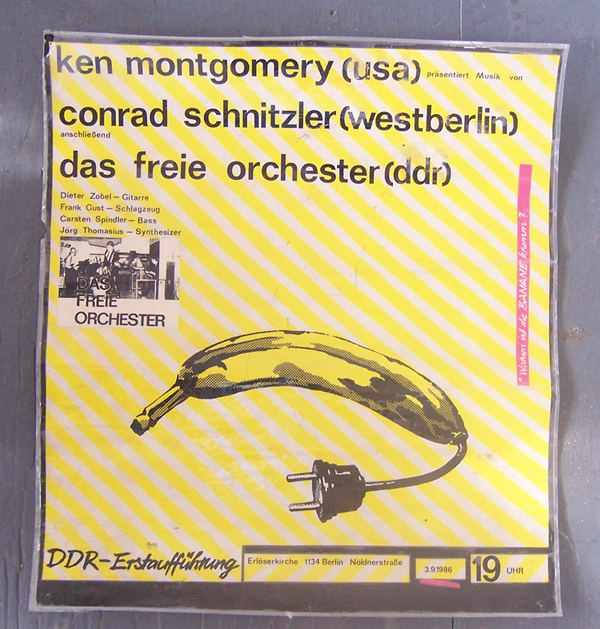 ken montgomery (usa) präsentiert Musik von
conrad schnitzler (westberlin)
anschließend
das freie orchester (ddr)
Dieter Zobel – Gitarre
Frank Gust – Schlagzeug
Carsten Spindler – Bass
Jörg Thomasius – Synthesizer
DAS
FREIE
ORCHESTER
" Warum ist die BANANE krumm ?
DDR-Erstaufführung
Erlöserkirche 1134 Berlin Nöldnerstraße
3.9.1986
19 UHR